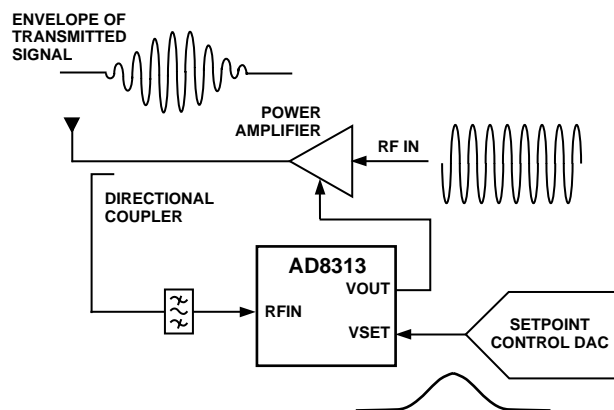 ENVELOPE OF
TRANSMITTED
SIGNAL
POWER
AMPLIFIER
RF IN
DIRECTIONAL
COUPLER
AD8313
VOUT
RFIN
VSET
SETPOINT
CONTROL DAC